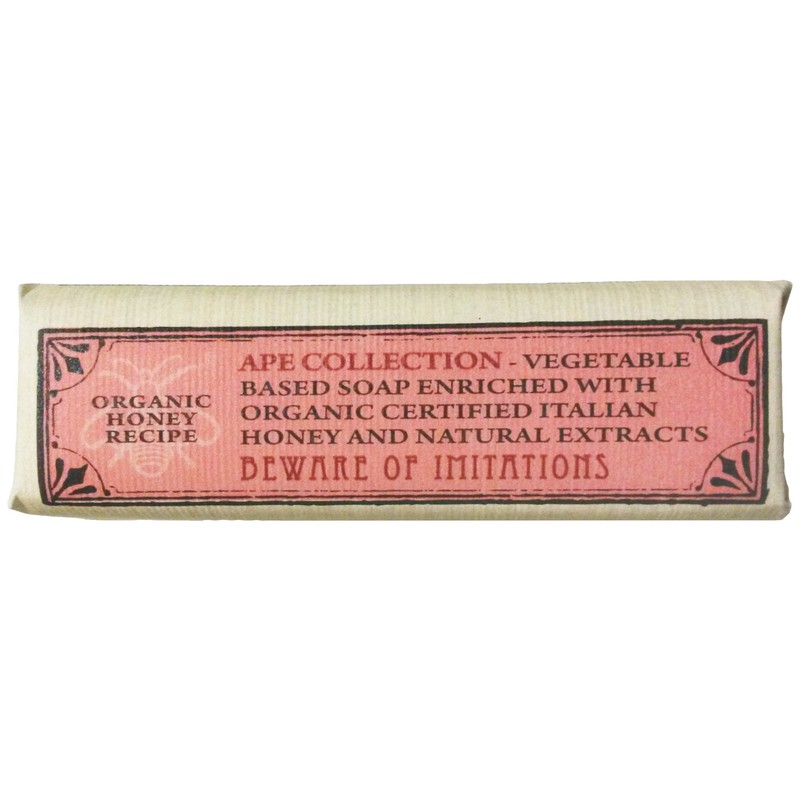 ORGANIC
HONEY
RECIPE
APE COLLECTION - VEGETABLE
BASED SOAP ENRICHED WITH
ORGANIC CERTIFIED ITALIAN
HONEY AND NATURAL EXTRACTS
BEWARE OF IMITATIONS